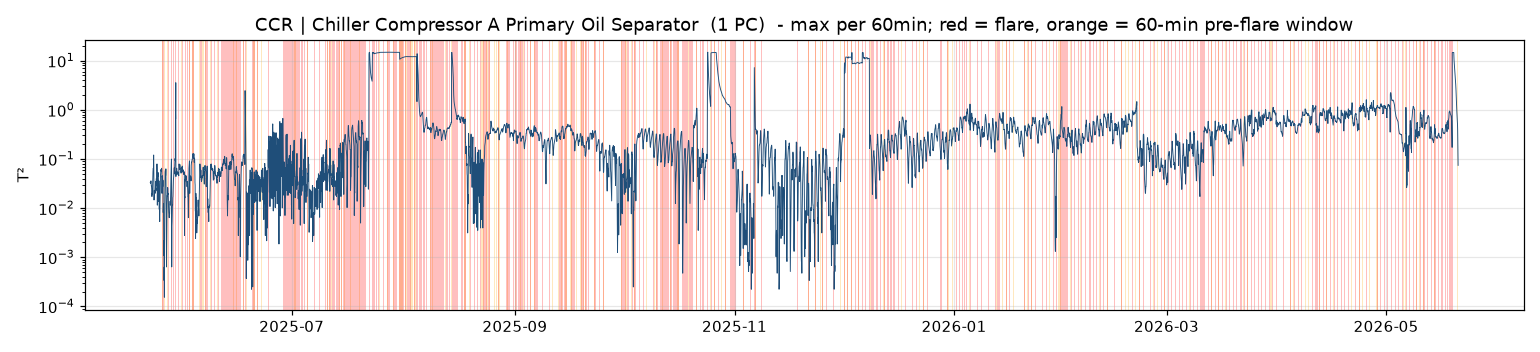 CCR | Chiller Compressor A Primary Oil Separator  (1 PC)  - max per 60min; red = flare, orange = 60-min pre-flare window
T²
10¹
10⁰
10⁻¹
10⁻²
10⁻³
10⁻⁴
2025-07 2025-09 2025-11 2026-01 2026-03 2026-05